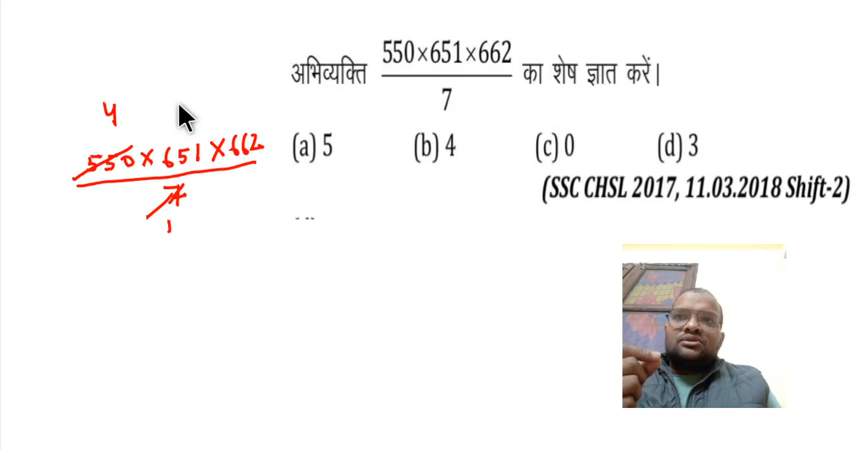 अभिव्यक्ति 550×651×662 / 7 का शेष ज्ञात करें।
(a) 5 (b) 4 (c) 0 (d) 3
(SSC CHSL 2017, 11.03.2018 Shift-2)
4
550 × 651 × 662
7
1